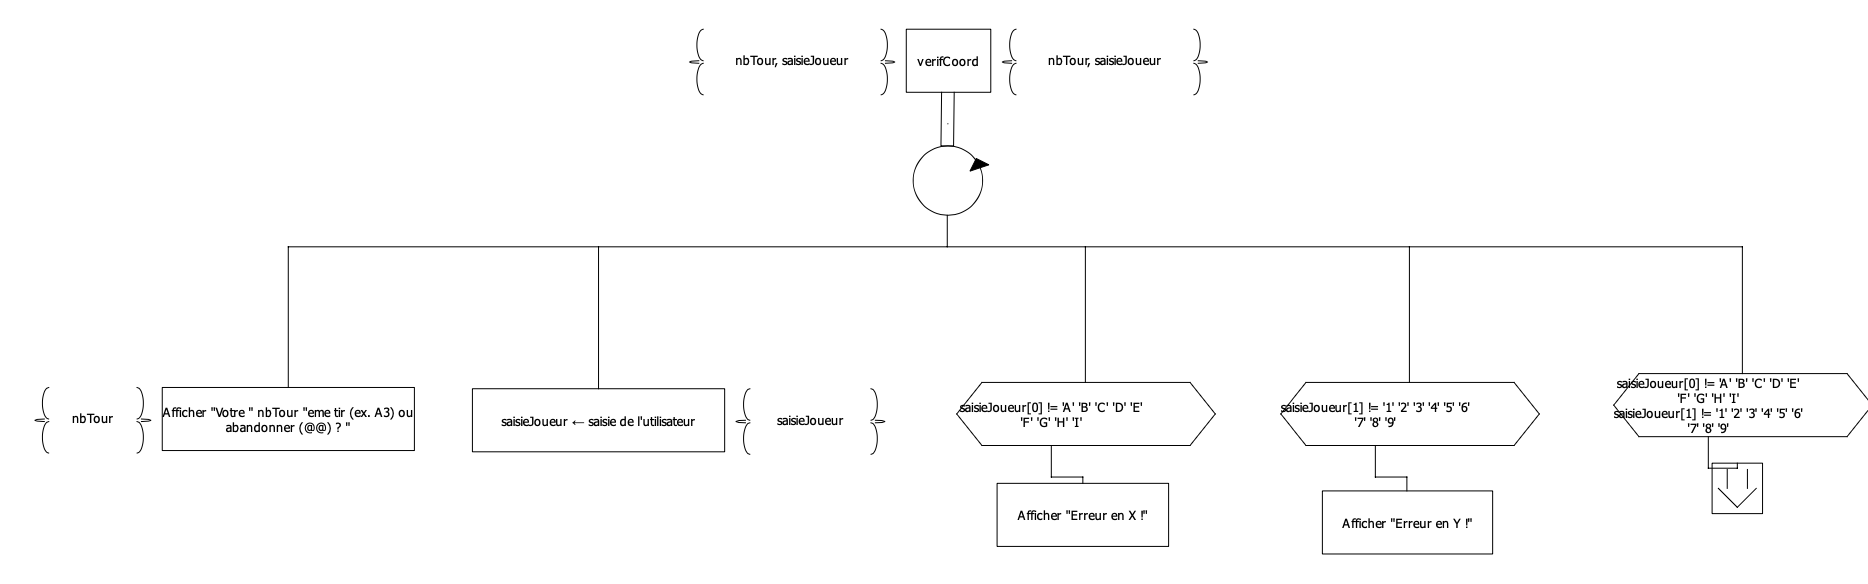 nbTour, saisieJoueur
verifCoord
nbTour, saisieJoueur
nbTour
Afficher "Votre " nbTour "eme tir (ex. A3) ou
abandonner (@@) ? "
saisieJoueur ← saisie de l'utilisateur
saisieJoueur
saisieJoueur[0] != 'A' 'B' 'C' 'D' 'E'
'F' 'G' 'H' 'I'
saisieJoueur[1] != '1' '2' '3' '4' '5' '6'
'7' '8' '9'
saisieJoueur[0] != 'A' 'B' 'C' 'D' 'E'
'F' 'G' 'H' 'I'
saisieJoueur[1] != '1' '2' '3' '4' '5' '6'
'7' '8' '9'
Afficher "Erreur en X !"
Afficher "Erreur en Y !"